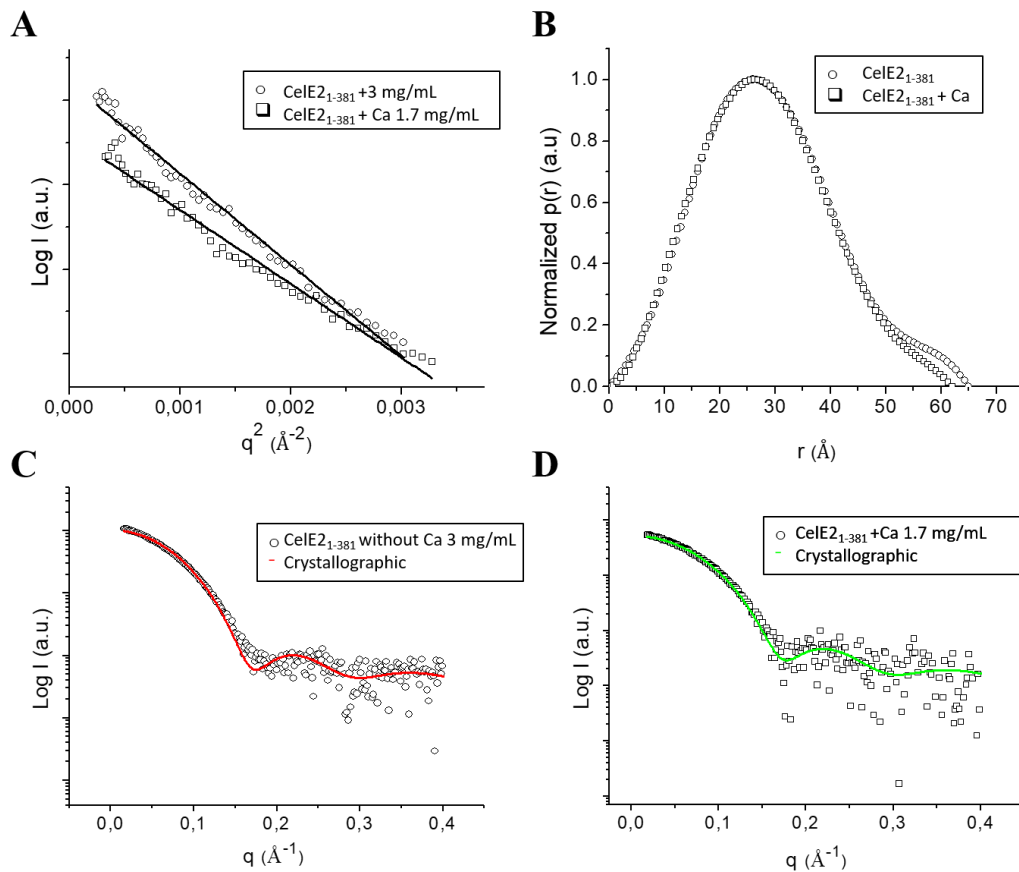 A
CelE2₁₋₃₈₁ +3 mg/mL
CelE2₁₋₃₈₁ + Ca 1.7 mg/mL
Log I (a.u.)
0,000 0,001 0,002 0,003
q² (Å⁻²)
B
CelE2₁₋₃₈₁
CelE2₁₋₃₈₁ + Ca
Normalized p(r) (a.u)
1.0
0.8
0.6
0.4
0.2
0.0
0 10 20 30 40 50 60 70
r (Å)
C
CelE2₁₋₃₈₁ without Ca 3 mg/mL
Crystallographic
Log I (a.u.)
0,0 0,1 0,2 0,3 0,4
q (Å⁻¹)
D
CelE2₁₋₃₈₁ +Ca 1.7 mg/mL
Crystallographic
Log I (a.u.)
0,0 0,1 0,2 0,3 0,4
q (Å⁻¹)